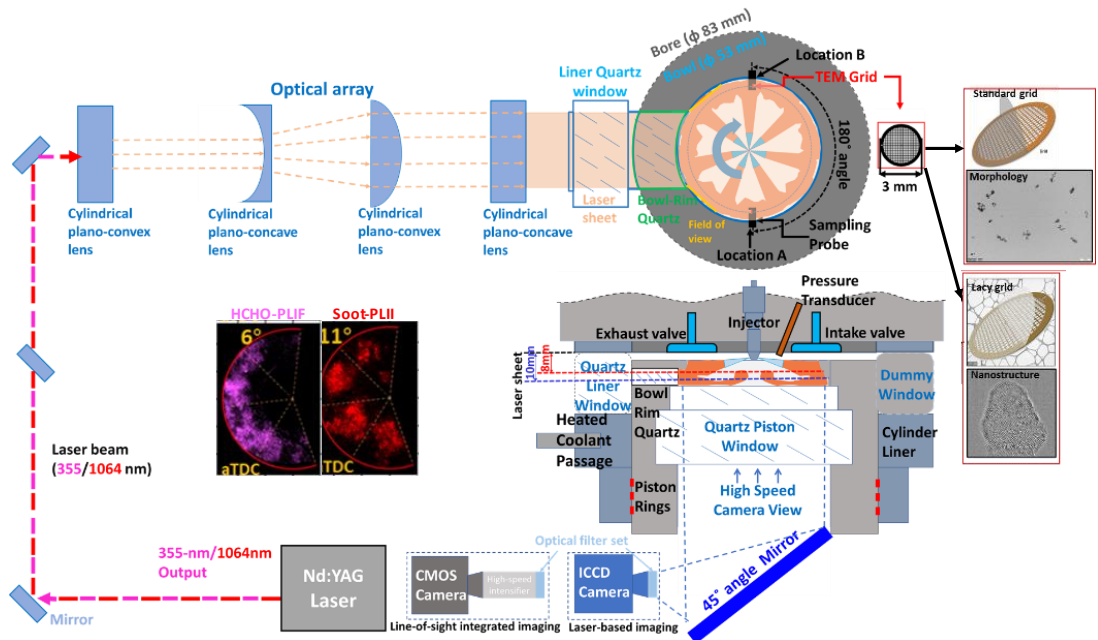 Bore (ϕ 83 mm)
Bowl (ϕ 53 mm)
Location B
TEM Grid
Liner Quartz
window
Optical array
180° angle
3 mm
Standard grid
Morphology
Cylindrical
plano-convex
lens
Cylindrical
plano-concave
lens
Cylindrical
plano-convex
lens
Cylindrical
plano-concave
lens
Laser
sheet
Bowl-Rim
Quartz
Field of
view
Location A
Sampling
Probe
Lacy grid
Nanostructure
HCHO-PLIF
Soot-PLII
6°
11°
aTDC
TDC
Pressure
Transducer
Injector
Exhaust valve
Intake valve
Laser sheet
10mm
8mm
Quartz
Liner
Window
Dummy
Window
Bowl
Rim
Quartz
Quartz Piston
Window
Heated
Coolant
Passage
Cylinder
Liner
Piston
Rings
High Speed
Camera View
Laser beam
(355/1064 nm)
355-nm/1064nm
Output
Nd:YAG
Laser
Mirror
Optical filter set
CMOS
Camera
High-speed
intensifier
ICCD
Camera
45° angle Mirror
Line-of-sight integrated imaging
Laser-based imaging